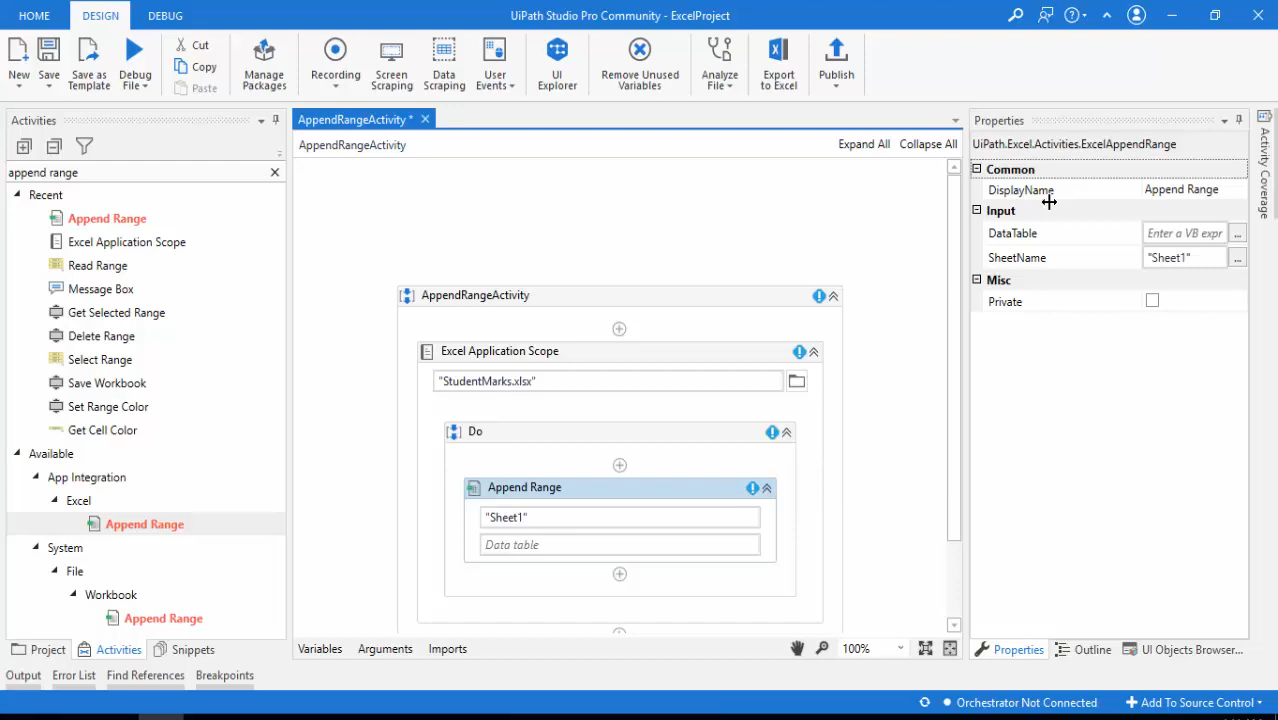 HOME DESIGN DEBUG UiPath Studio Pro Community - ExcelProject
New Save Save as Template Debug File Cut Copy Paste Manage Packages Recording Screen Scraping Data Scraping User Events UI Explorer Remove Unused Variables Analyze File Export to Excel Publish
Activities
append range
Recent
Append Range
Excel Application Scope
Read Range
Message Box
Get Selected Range
Delete Range
Select Range
Save Workbook
Set Range Color
Get Cell Color
Available
App Integration
Excel
Append Range
System
File
Workbook
Append Range
Project Activities Snippets
AppendRangeActivity *
AppendRangeActivity Expand All Collapse All
AppendRangeActivity
Excel Application Scope
"StudentMarks.xlsx"
Do
Append Range
"Sheet1"
Data table
Variables Arguments Imports 100%
Properties
UiPath.Excel.Activities.ExcelAppendRange
Common
DisplayName Append Range
Input
DataTable Enter a VB expr ...
SheetName "Sheet1" ...
Misc
Private
Properties Outline UI Objects Browser...
Activity Coverage
Output Error List Find References Breakpoints
Orchestrator Not Connected Add To Source Control